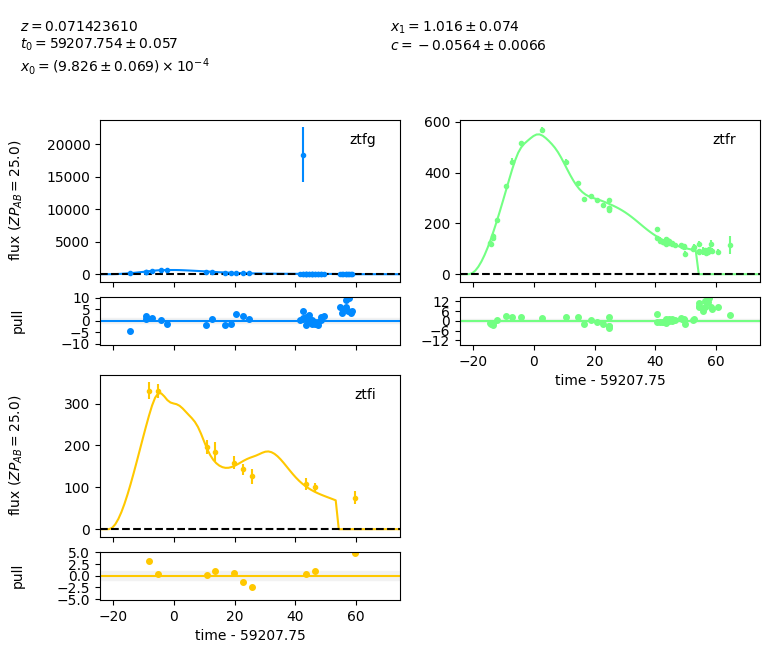 z = 0.071423610
t0 = 59207.754 ± 0.057
x0 = (9.826 ± 0.069) × 10^-4
x1 = 1.016 ± 0.074
c = −0.0564 ± 0.0066
ztfg
flux (ZP_AB = 25.0)
20000
15000
10000
5000
0
pull
10
5
0
−5
−10
ztfr
600
400
200
0
12
6
0
−6
−12
−20 0 20 40 60
time - 59207.75
ztfi
flux (ZP_AB = 25.0)
300
200
100
0
pull
5.0
2.5
0.0
−2.5
−5.0
−20 0 20 40 60
time - 59207.75